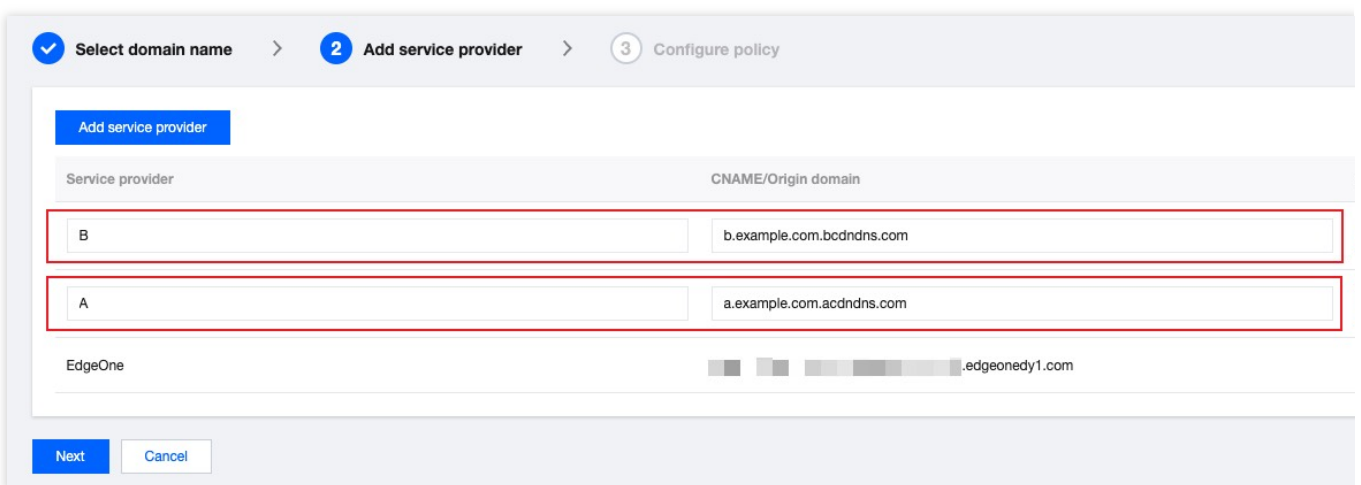 Select domain name > 2 Add service provider > 3 Configure policy
Add service provider
Service provider CNAME/Origin domain
B b.example.com.bcdndns.com
A a.example.com.acdndns.com
EdgeOne .edgeonedy1.com
Next Cancel